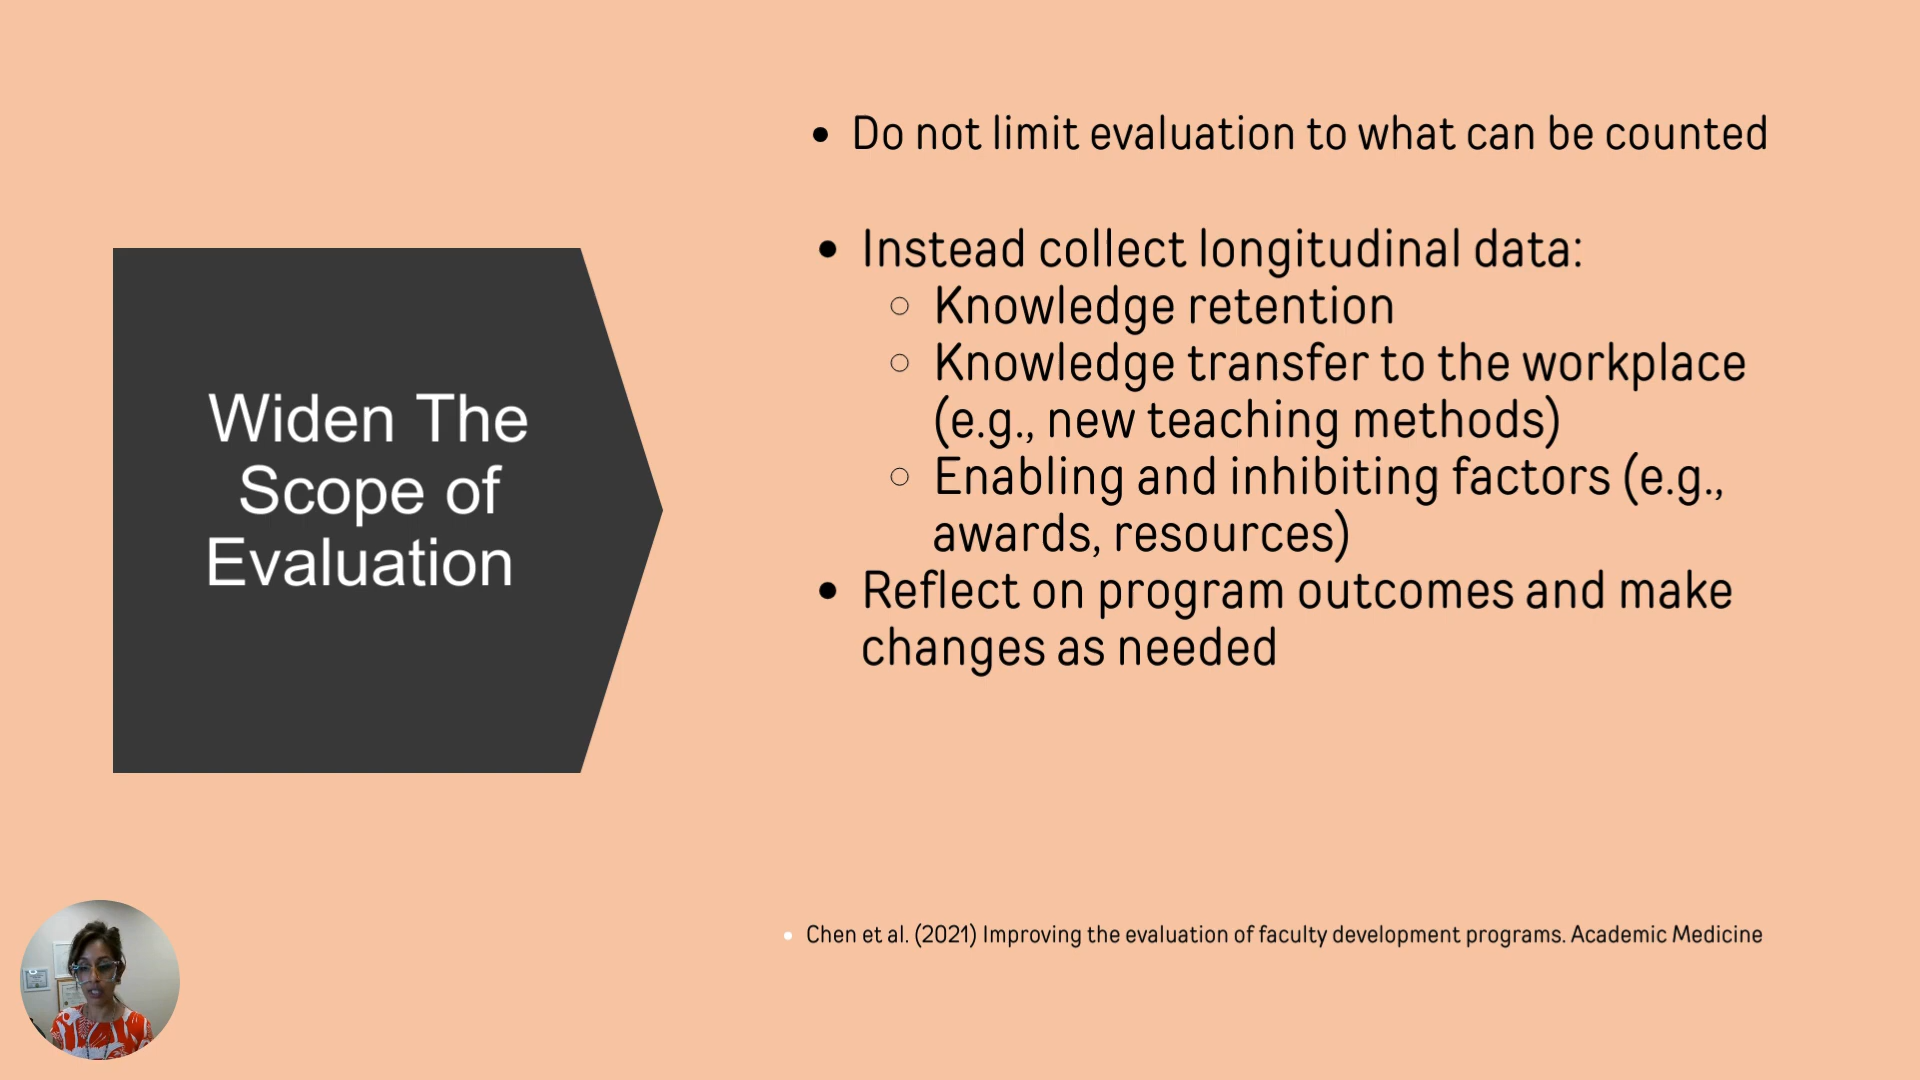 Widen The
Scope of
Evaluation
• Do not limit evaluation to what can be counted
• Instead collect longitudinal data:
○ Knowledge retention
○ Knowledge transfer to the workplace
(e.g., new teaching methods)
○ Enabling and inhibiting factors (e.g.,
awards, resources)
• Reflect on program outcomes and make
changes as needed
• Chen et al. (2021) Improving the evaluation of faculty development programs. Academic Medicine